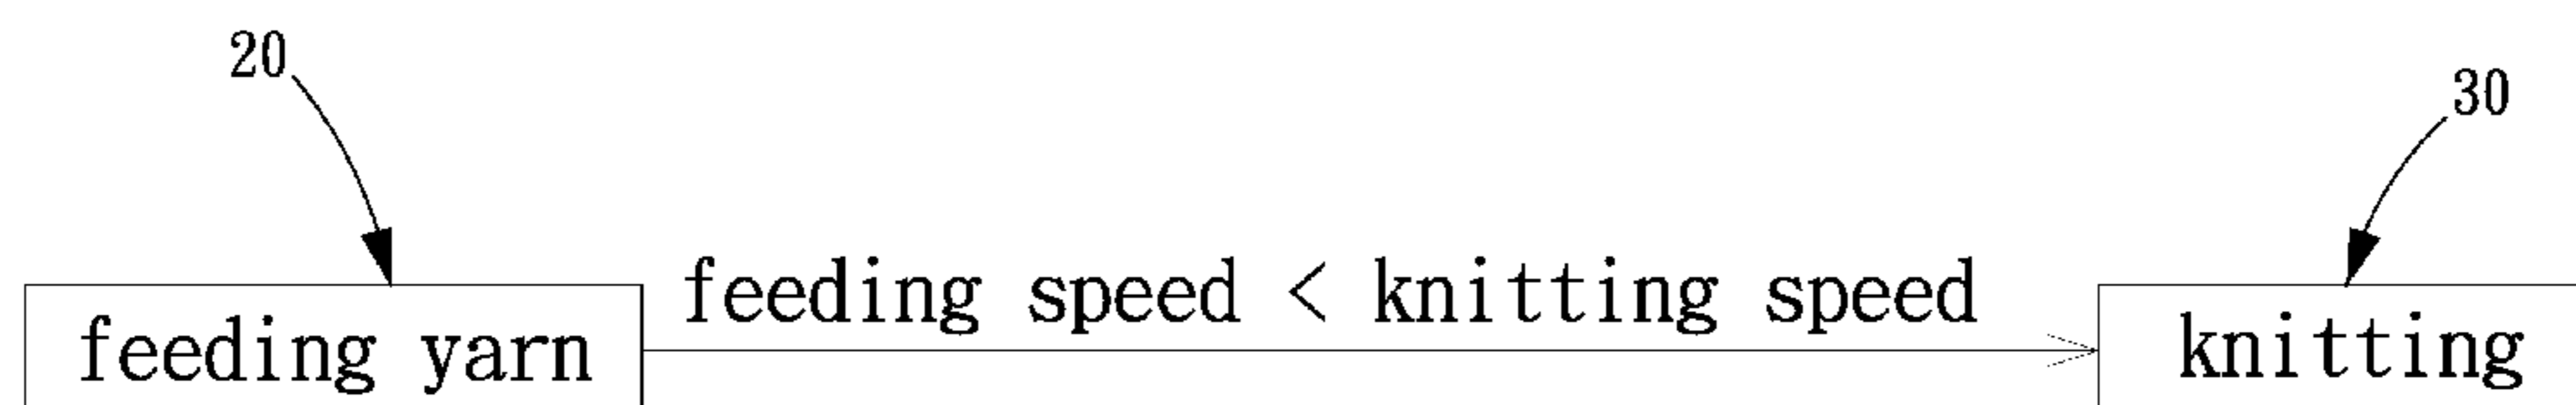 20
30
feeding speed < knitting speed
feeding yarn
knitting